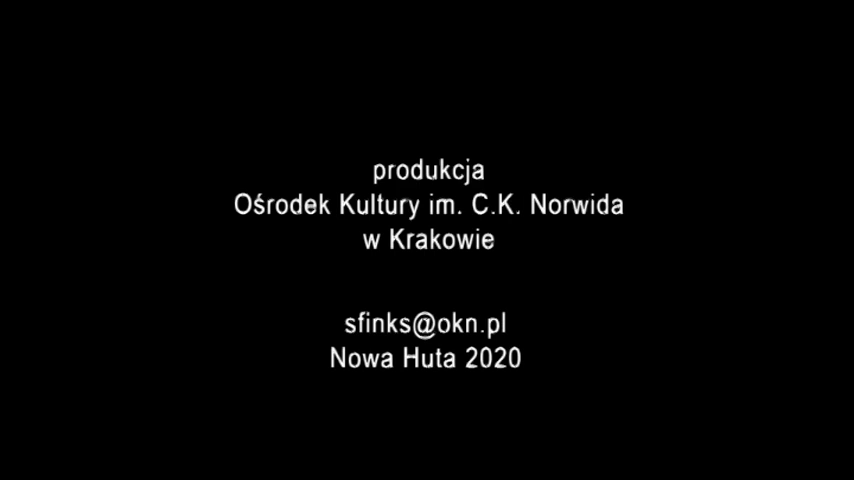 produkcja
Ośrodek Kultury im. C.K. Norwida
w Krakowie
sfinks@okn.pl
Nowa Huta 2020